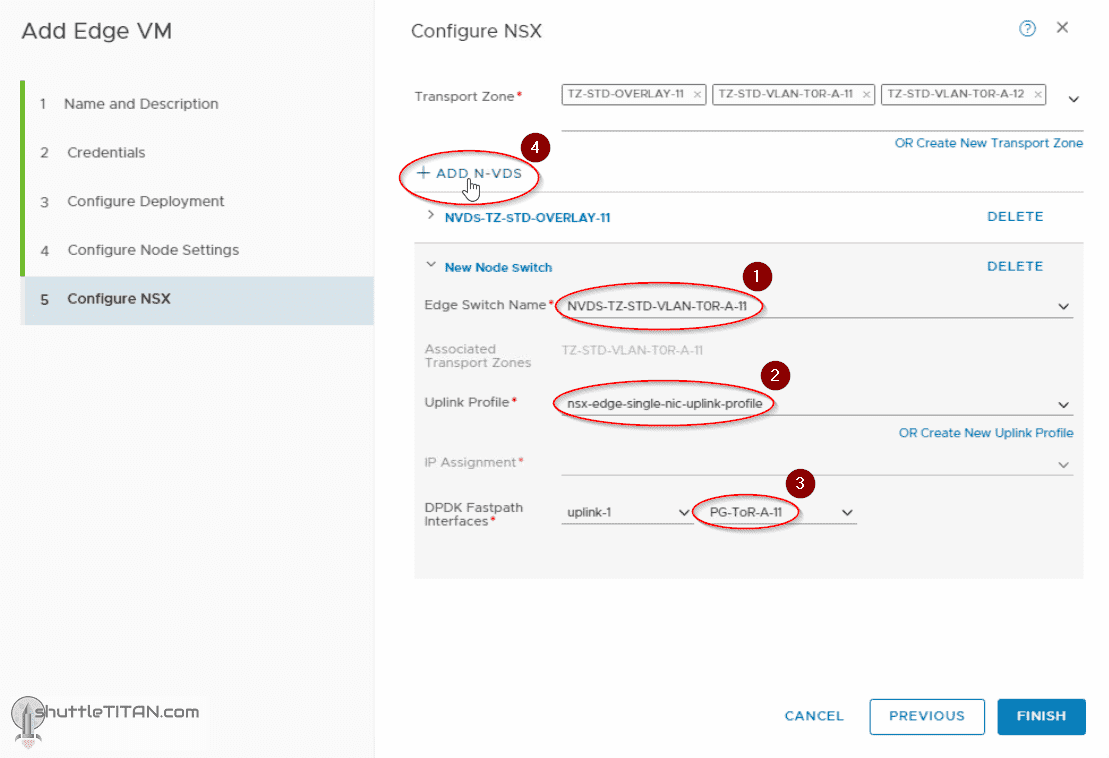 Add Edge VM
1 Name and Description
2 Credentials
3 Configure Deployment
4 Configure Node Settings
5 Configure NSX
Configure NSX
?
Transport Zone*
TZ-STD-OVERLAY-11 × TZ-STD-VLAN-T0R-A-11 × TZ-STD-VLAN-T0R-A-12 ×
OR Create New Transport Zone
4
+ ADD N-VDS
NVDS-TZ-STD-OVERLAY-11 DELETE
New Node Switch DELETE
1
Edge Switch Name* NVDS-TZ-STD-VLAN-T0R-A-11
Associated
Transport Zones
TZ-STD-VLAN-T0R-A-11
2
Uplink Profile* nsx-edge-single-nic-uplink-profile
OR Create New Uplink Profile
IP Assignment*
3
DPDK Fastpath
Interfaces*
uplink-1 PG-ToR-A-11
shuttleTITAN.com
CANCEL PREVIOUS FINISH